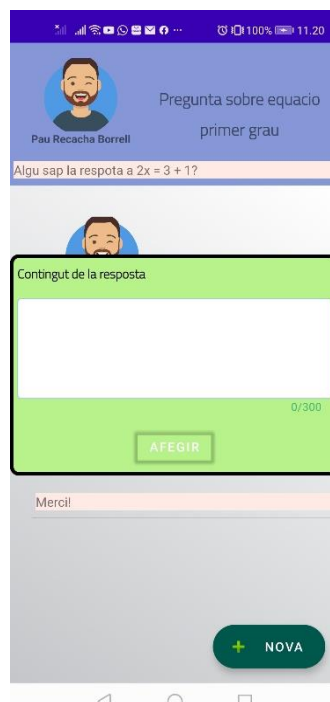 100% 11.20
Pregunta sobre equacio
primer grau
Pau Recacha Borrell
Algu sap la respota a 2x = 3 + 1?
Contingut de la resposta
0/300
AFEGIR
Merci!
+ NOVA